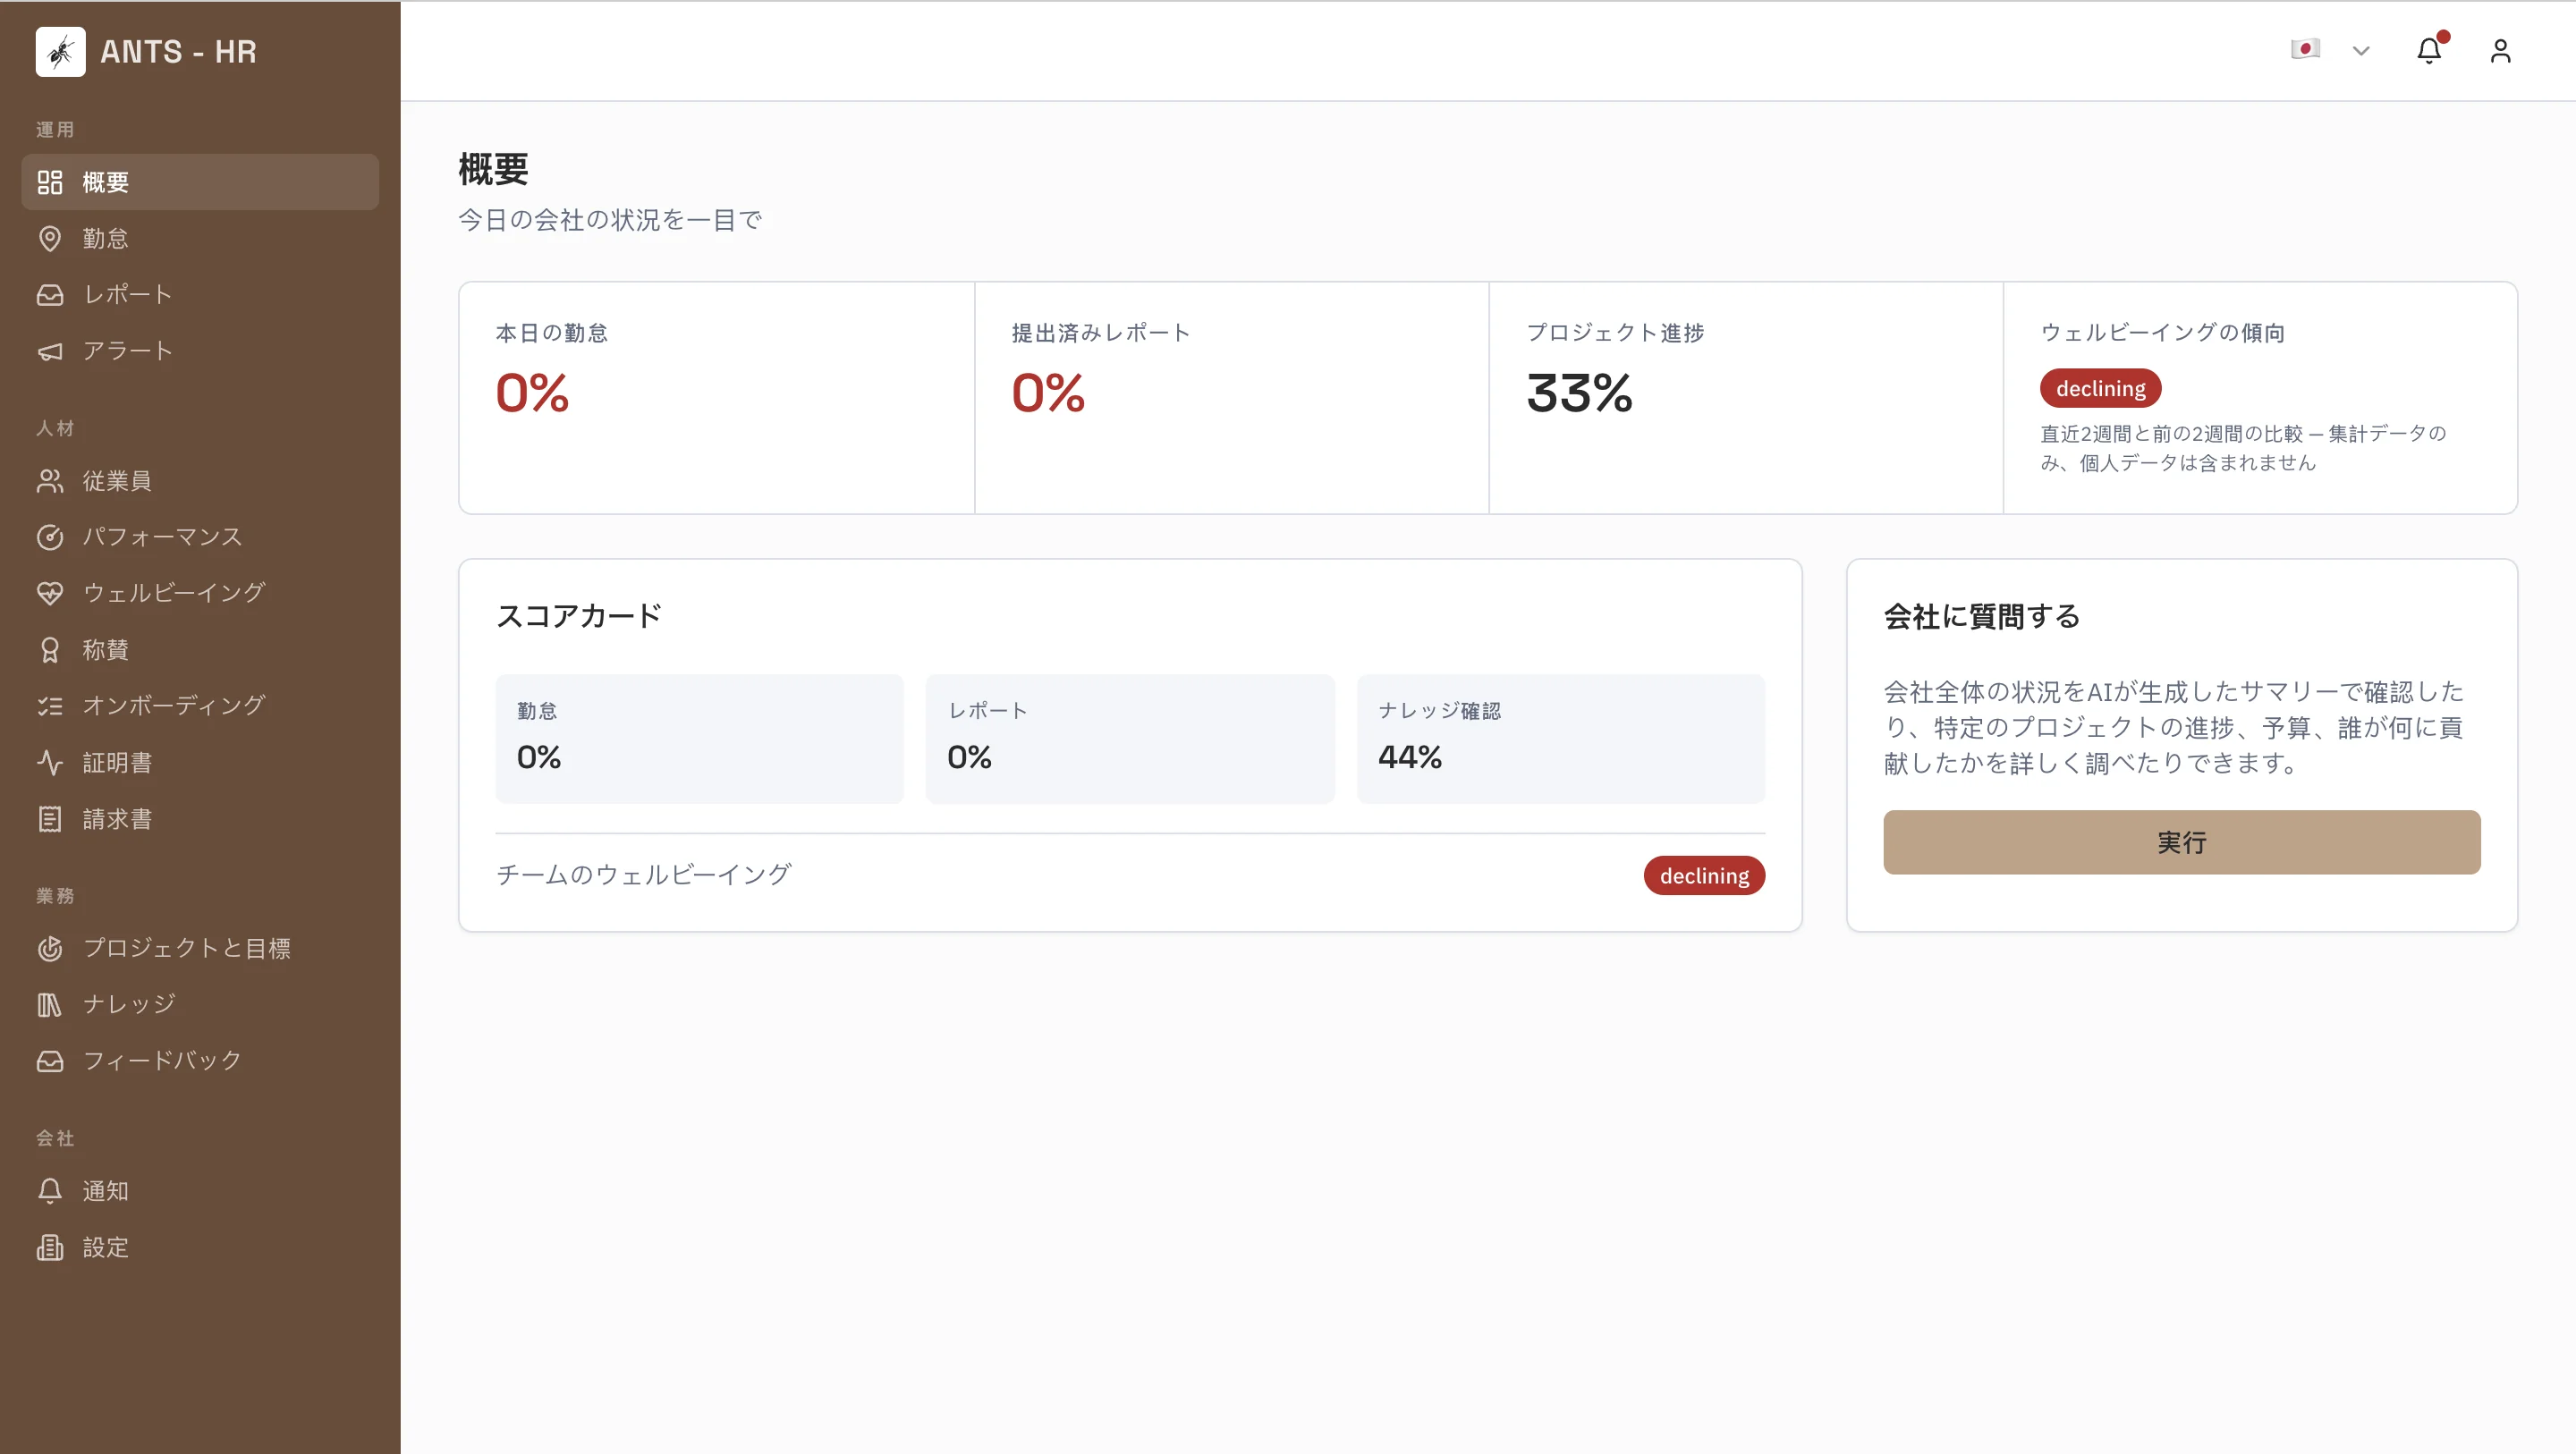 ANTS - HR
運用
概要
勤怠
レポート
アラート
人材
従業員
パフォーマンス
ウェルビーイング
称賛
オンボーディング
証明書
請求書
業務
プロジェクトと目標
ナレッジ
フィードバック
会社
通知
設定
概要
今日の会社の状況を一目で
本日の勤怠
0%
提出済みレポート
0%
プロジェクト進捗
33%
ウェルビーイングの傾向
declining
直近2週間と前の2週間の比較 — 集計データの
み、個人データは含まれません
スコアカード
勤怠
0%
レポート
0%
ナレッジ確認
44%
チームのウェルビーイング
declining
会社に質問する
会社全体の状況をAIが生成したサマリーで確認した
り、特定のプロジェクトの進捗、予算、誰が何に貢
献したかを詳しく調べたりできます。
実行